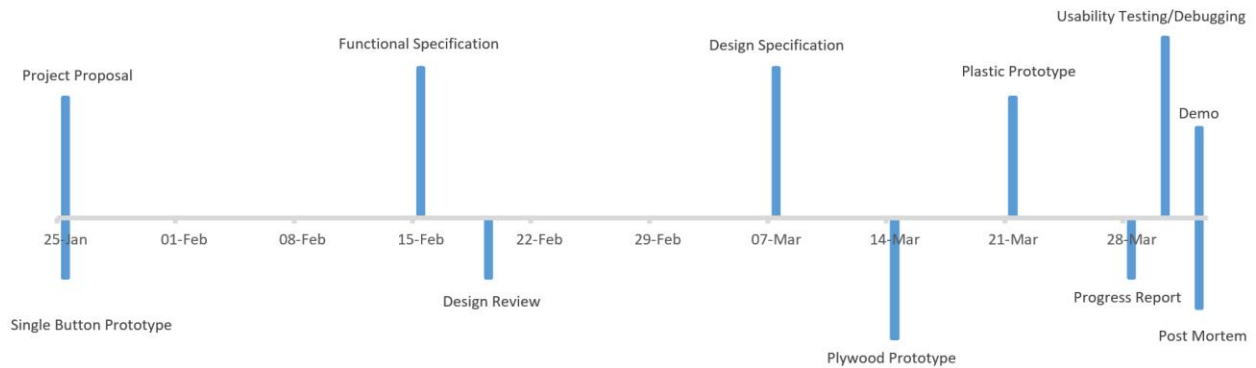 Usability Testing/Debugging
Functional Specification
Design Specification
Project Proposal
Plastic Prototype
Demo
25-Jan
01-Feb
08-Feb
15-Feb
22-Feb
29-Feb
07-Mar
14-Mar
21-Mar
28-Mar
Design Review
Progress Report
Single Button Prototype
Post Mortem
Plywood Prototype